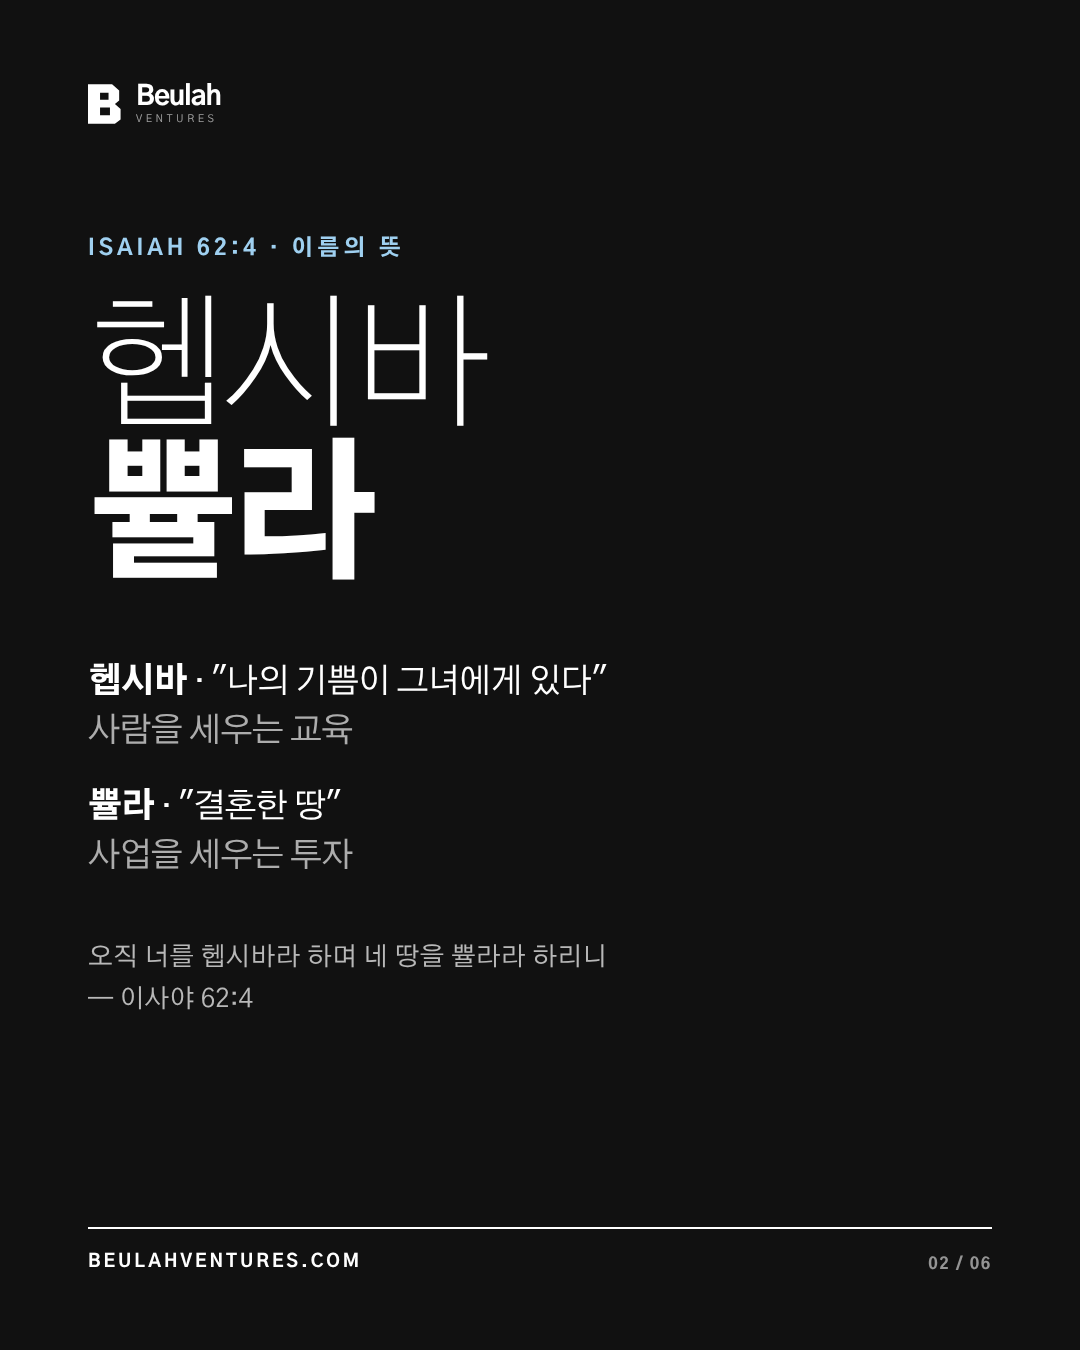 Beulah
VENTURES
ISAIAH 62:4 · 이름의 뜻
헵시바
쀨라
헵시바 · "나의 기쁨이 그녀에게 있다"
사람을 세우는 교육
쀨라 · "결혼한 땅"
사업을 세우는 투자
오직 너를 헵시바라 하며 네 땅을 쀨라라 하리니
— 이사야 62:4
BEULAHVENTURES.COM
02 / 06